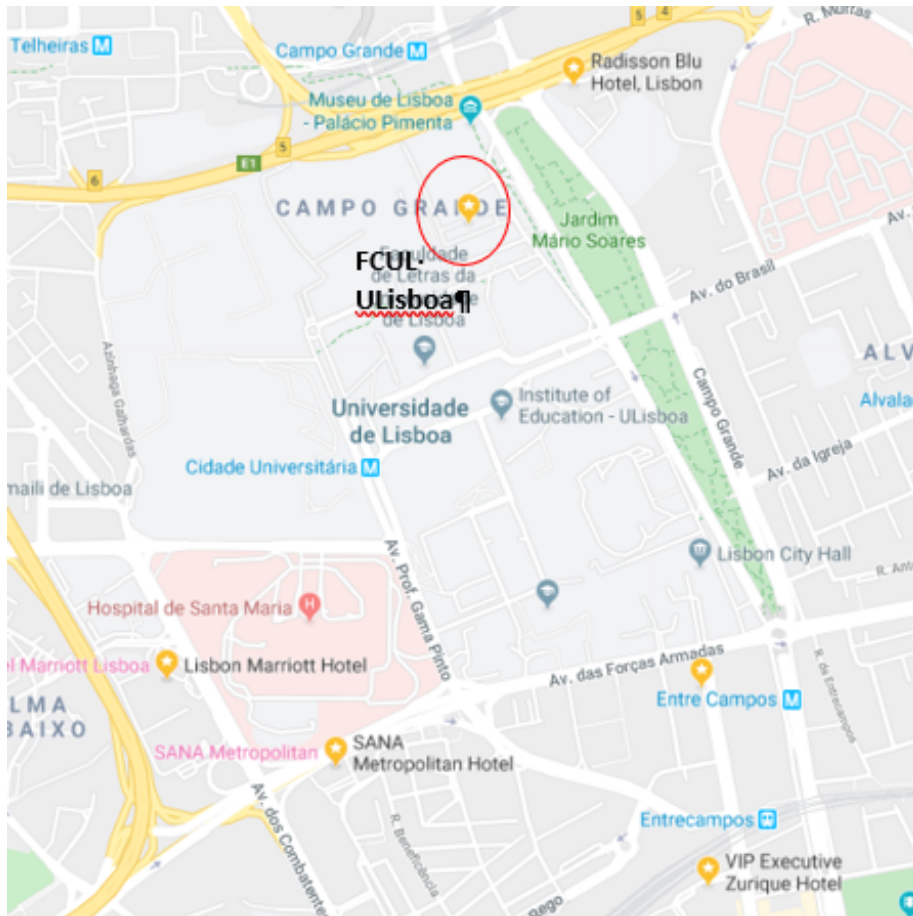 5
4
R. Murtas
Telheiras M
Campo Grande M
Radisson Blu
Hotel, Lisbon
Museu de Lisboa
- Palácio Pimenta
5
E1
6
CAMPO GRANDE
Jardim
Mário Soares
Av.
FCUL·
Faculdade
de Letras da
ULisboa¶
de Lisboa
Av. do Brasil
Azinhaga Galhardas
ALV
Campo Grande
Institute of
Education - ULisboa
Alvala
Universidade
de Lisboa
Av. da Igreja
Cidade Universitária M
maili de Lisboa
Av. Prof. Gama Pinto
Lisbon City Hall
R. Antó
Hospital de Santa Maria H
el Marriott Lisboa
Lisbon Marriott Hotel
Av. das Forças Armadas
R. de Entrecampos
Entre Campos M
LMA
BAIXO
SANA Metropolitan
SANA
Metropolitan Hotel
Av. dos Combatentes
R. Beneficência
Entrecampos
VIP Executive
Zurique Hotel
Rego